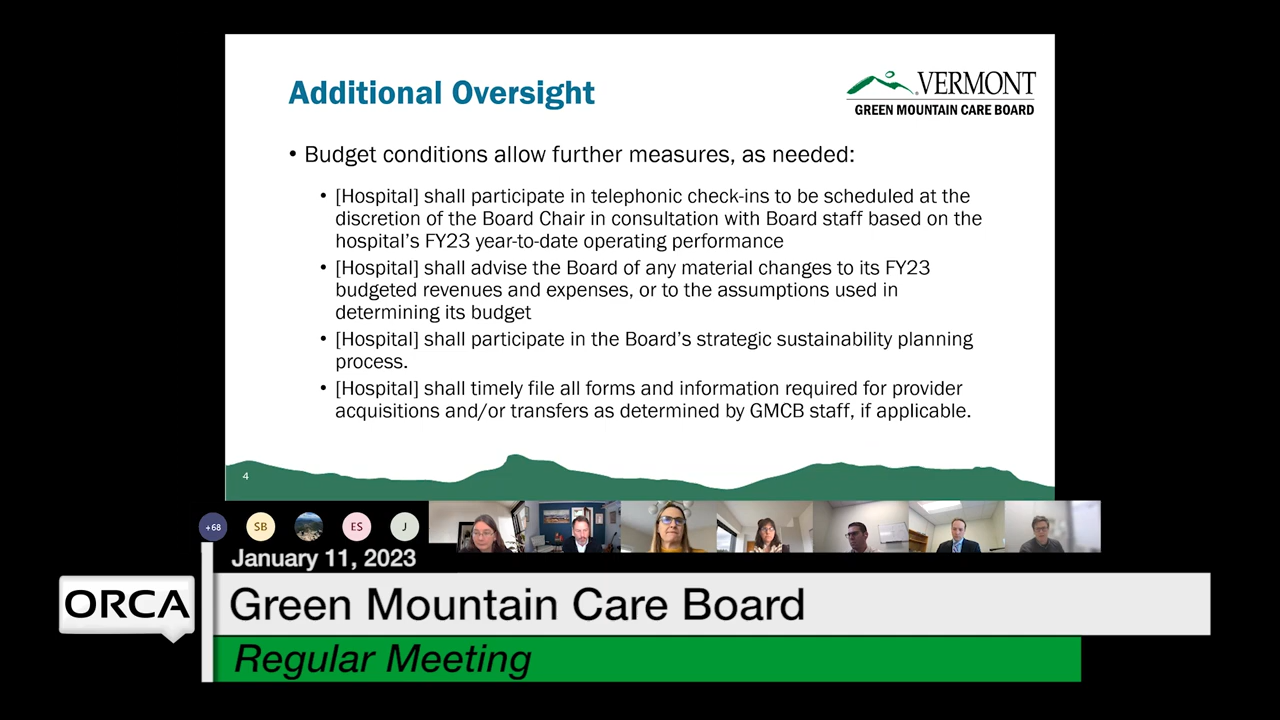 Additional Oversight
VERMONT
GREEN MOUNTAIN CARE BOARD
• Budget conditions allow further measures, as needed:
• [Hospital] shall participate in telephonic check-ins to be scheduled at the
discretion of the Board Chair in consultation with Board staff based on the
hospital's FY23 year-to-date operating performance
• [Hospital] shall advise the Board of any material changes to its FY23
budgeted revenues and expenses, or to the assumptions used in
determining its budget
• [Hospital] shall participate in the Board's strategic sustainability planning
process.
• [Hospital] shall timely file all forms and information required for provider
acquisitions and/or transfers as determined by GMCB staff, if applicable.
4
+68
SB
ES
J
January 11, 2023
ORCA
Green Mountain Care Board
Regular Meeting